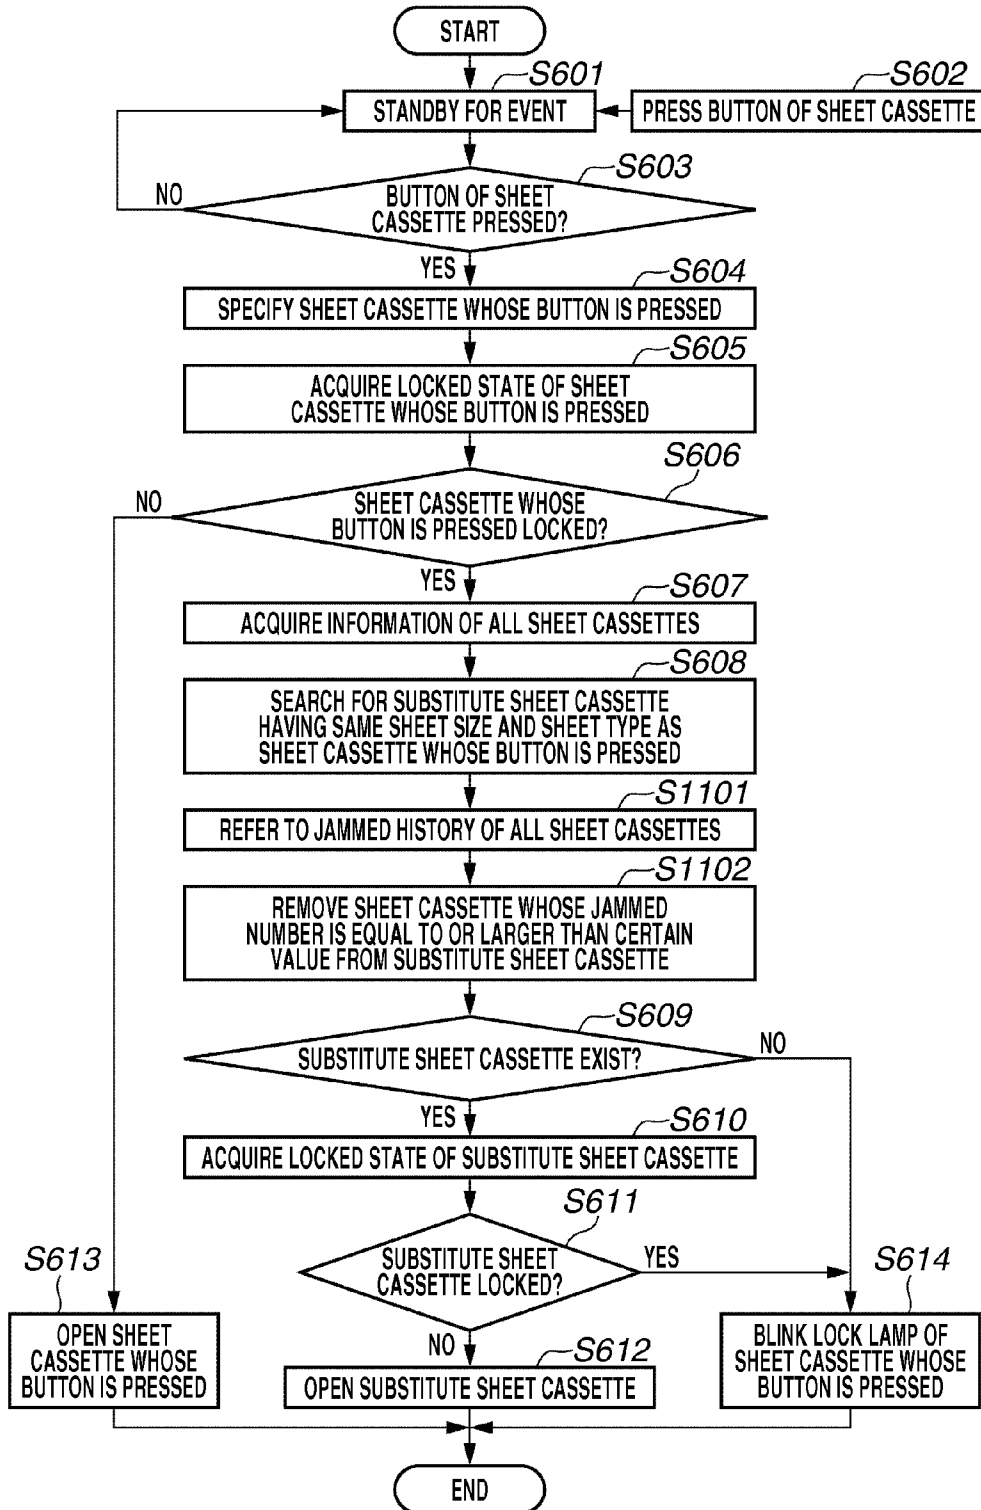 START
S601
STANDBY FOR EVENT
S602
PRESS BUTTON OF SHEET CASSETTE
S603
BUTTON OF SHEET
CASSETTE PRESSED?
NO
YES
S604
SPECIFY SHEET CASSETTE WHOSE BUTTON IS PRESSED
S605
ACQUIRE LOCKED STATE OF SHEET
CASSETTE WHOSE BUTTON IS PRESSED
S606
SHEET CASSETTE WHOSE
BUTTON IS PRESSED LOCKED?
NO
YES
S607
ACQUIRE INFORMATION OF ALL SHEET CASSETTES
S608
SEARCH FOR SUBSTITUTE SHEET CASSETTE
HAVING SAME SHEET SIZE AND SHEET TYPE AS
SHEET CASSETTE WHOSE BUTTON IS PRESSED
S1101
REFER TO JAMMED HISTORY OF ALL SHEET CASSETTES
S1102
REMOVE SHEET CASSETTE WHOSE JAMMED
NUMBER IS EQUAL TO OR LARGER THAN CERTAIN
VALUE FROM SUBSTITUTE SHEET CASSETTE
S609
SUBSTITUTE SHEET CASSETTE EXIST?
NO
YES
S610
ACQUIRE LOCKED STATE OF SUBSTITUTE SHEET CASSETTE
S611
SUBSTITUTE SHEET
CASSETTE LOCKED?
YES
NO
S613
OPEN SHEET
CASSETTE WHOSE
BUTTON IS PRESSED
S612
OPEN SUBSTITUTE SHEET CASSETTE
S614
BLINK LOCK LAMP OF
SHEET CASSETTE WHOSE
BUTTON IS PRESSED
END